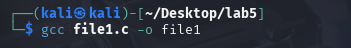 ┌──(kali㉿kali)-[~/Desktop/lab5]
└─$ gcc file1.c -o file1